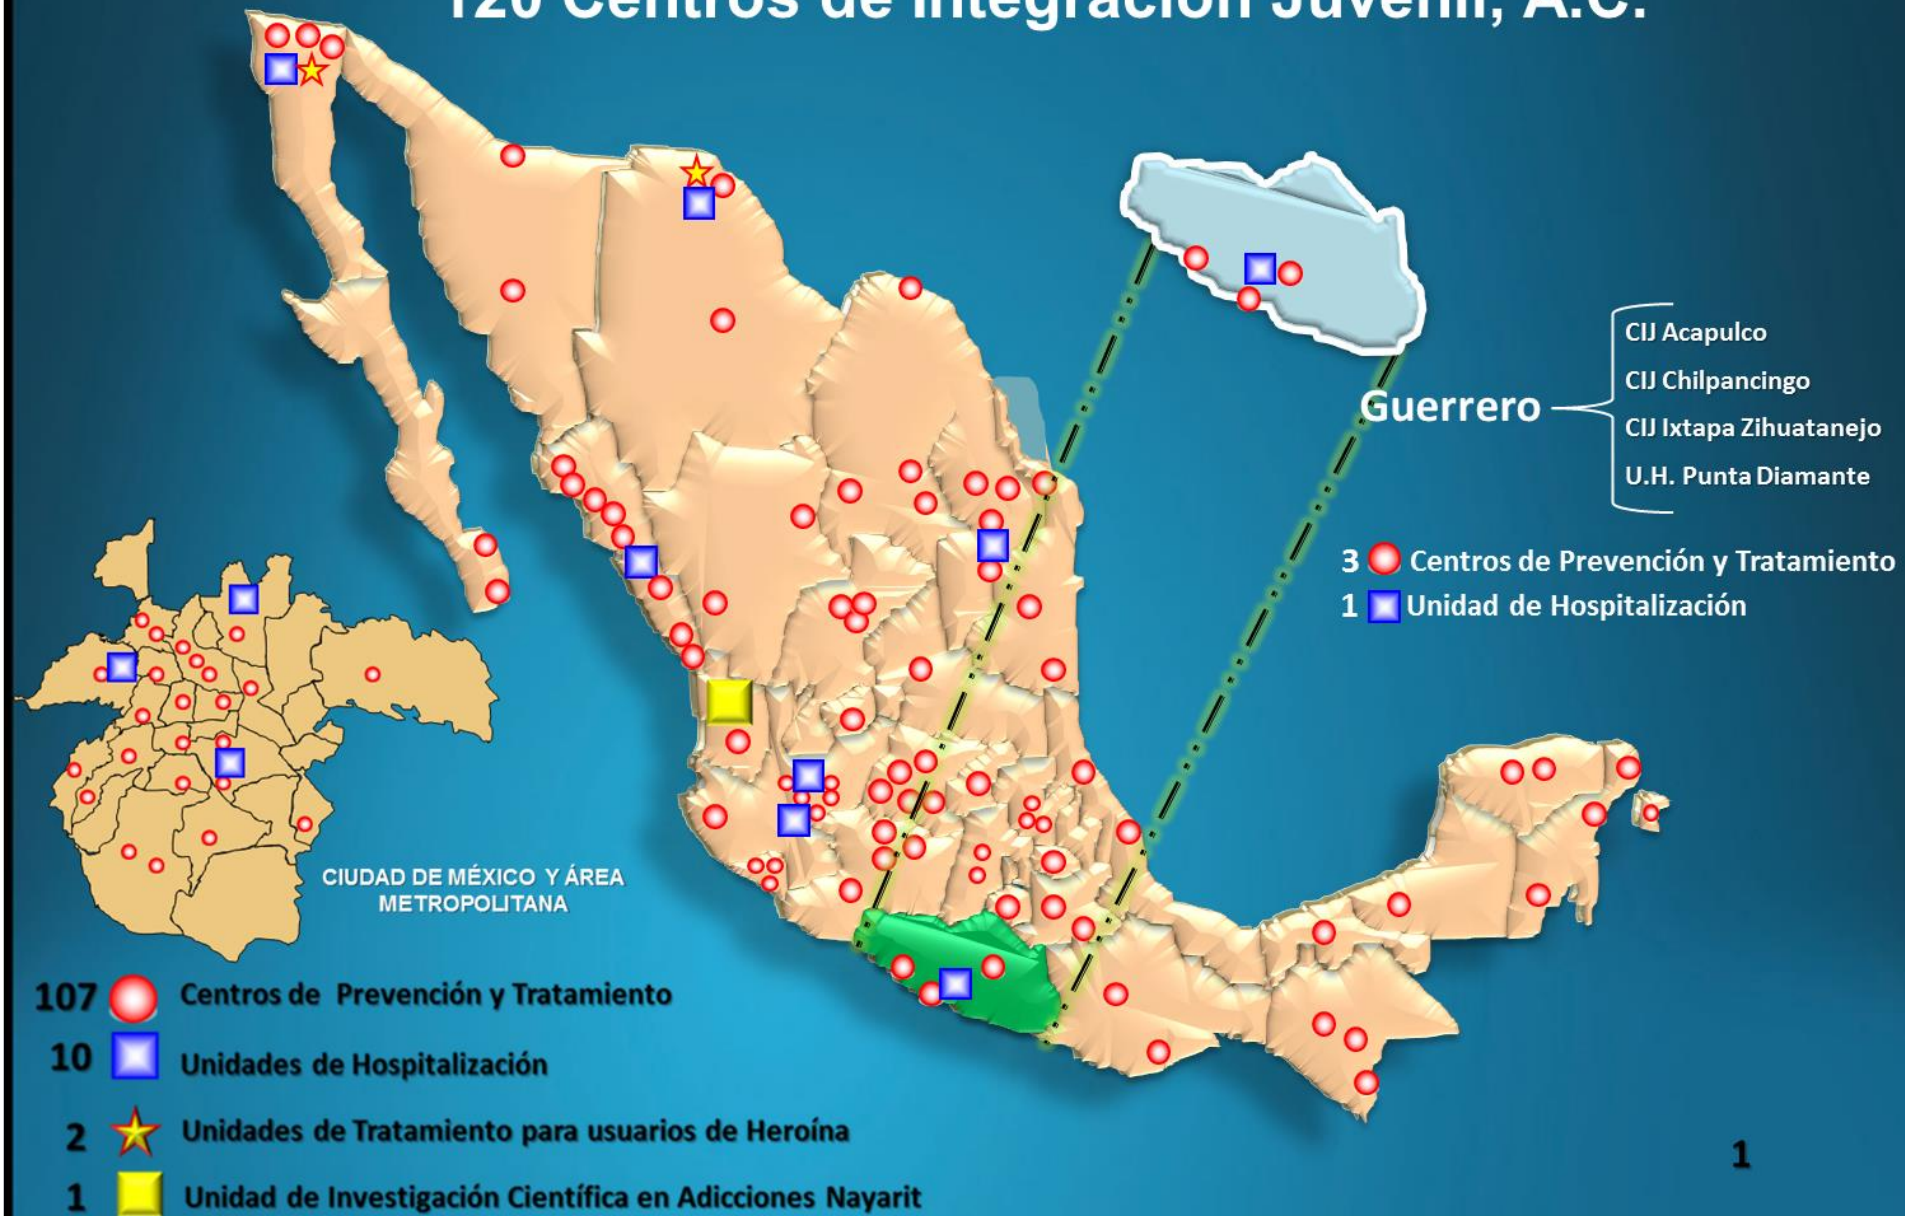 120 Centros de Integración Juvenil, A.C.
Guerrero
CIJ Acapulco
CIJ Chilpancingo
CIJ Ixtapa Zihuatanejo
U.H. Punta Diamante
3 Centros de Prevención y Tratamiento
1 Unidad de Hospitalización
CIUDAD DE MÉXICO Y ÁREA
METROPOLITANA
107 Centros de Prevención y Tratamiento
10 Unidades de Hospitalización
2 Unidades de Tratamiento para usuarios de Heroína
1 Unidad de Investigación Científica en Adicciones Nayarit
1